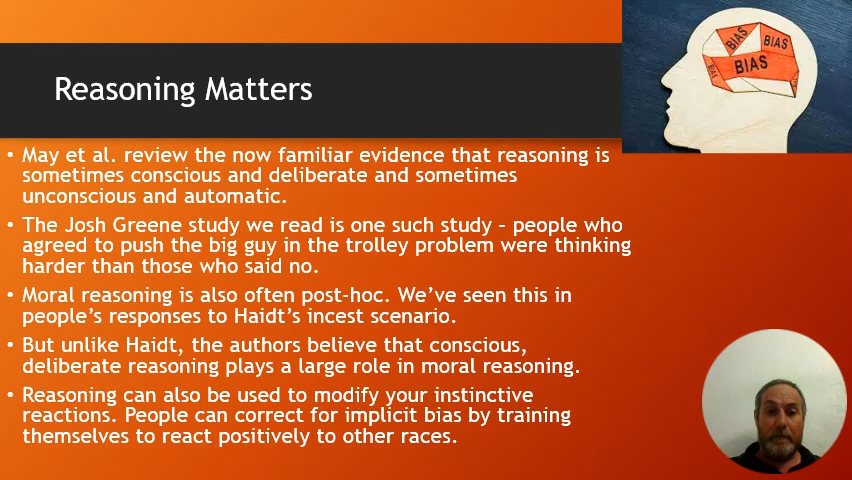 Reasoning Matters
BIAS
BIAS
BIAS
BIAS
BIAS
• May et al. review the now familiar evidence that reasoning is
sometimes conscious and deliberate and sometimes
unconscious and automatic.
• The Josh Greene study we read is one such study – people who
agreed to push the big guy in the trolley problem were thinking
harder than those who said no.
• Moral reasoning is also often post-hoc. We’ve seen this in
people’s responses to Haidt’s incest scenario.
• But unlike Haidt, the authors believe that conscious,
deliberate reasoning plays a large role in moral reasoning.
• Reasoning can also be used to modify your instinctive
reactions. People can correct for implicit bias by training
themselves to react positively to other races.